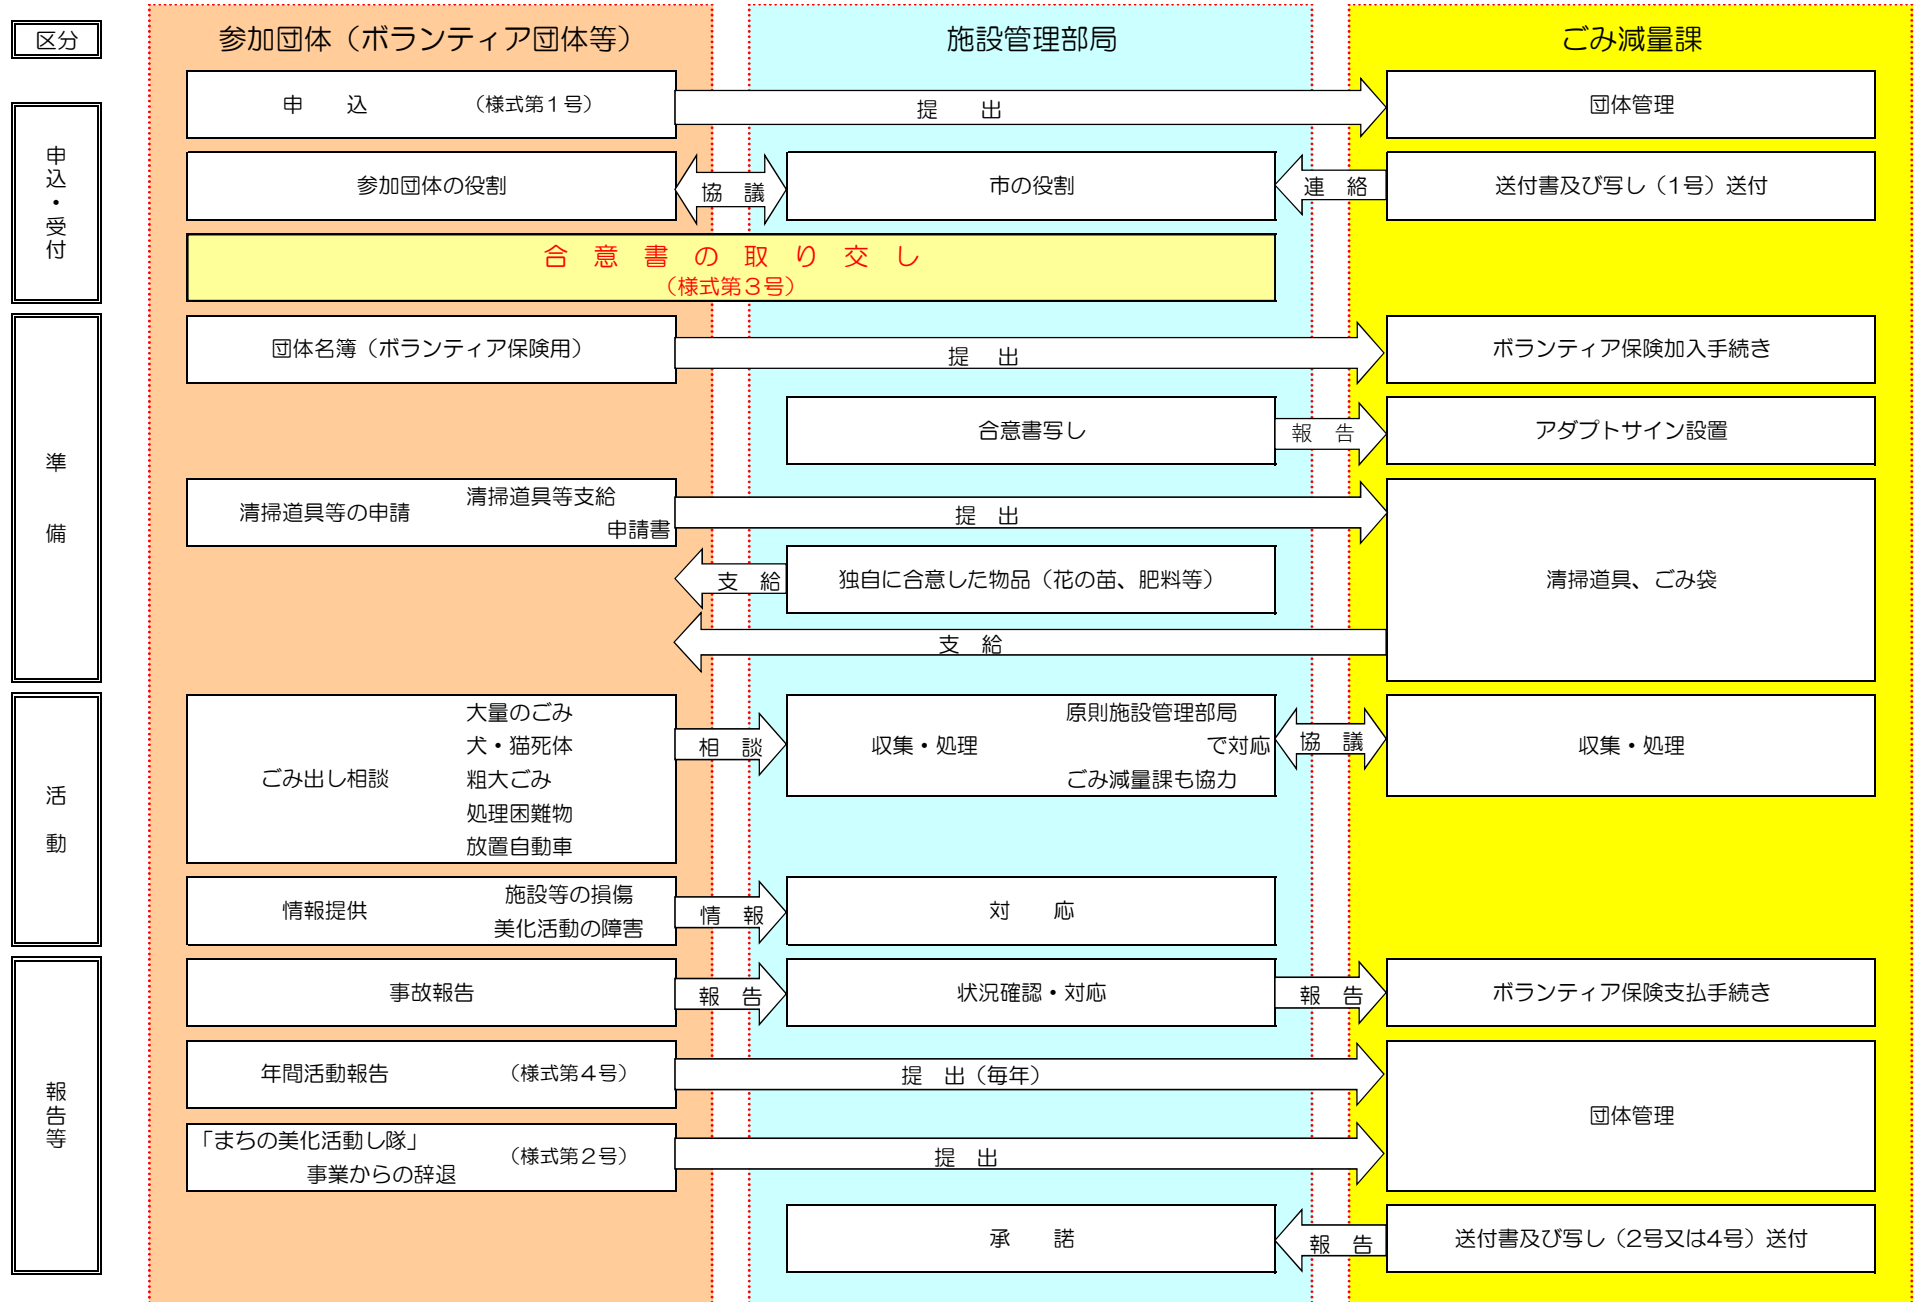 区分
参加団体（ボランティア団体等）
施設管理部局
ごみ減量課
申込・受付
申　込　（様式第１号）
提　出
団体管理
参加団体の役割
協　議
市の役割
連　絡
送付書及び写し（1号）送付
合意書の取り交し
（様式第３号）
準備
団体名簿（ボランティア保険用）
提　出
ボランティア保険加入手続き
合意書写し
報　告
アダプトサイン設置
清掃道具等の申請
清掃道具等支給
申請書
提　出
清掃道具、ごみ袋
支　給
独自に合意した物品（花の苗、肥料等）
支　給
活動
ごみ出し相談
大量のごみ
犬・猫死体
粗大ごみ
処理困難物
放置自動車
相　談
収集・処理
原則施設管理部局
で対応
ごみ減量課も協力
協　議
収集・処理
情報提供
施設等の損傷
美化活動の障害
情　報
対　応
報告等
事故報告
報　告
状況確認・対応
報　告
ボランティア保険支払手続き
年間活動報告　（様式第４号）
提　出（毎年）
団体管理
「まちの美化活動し隊」
事業からの辞退
（様式第２号）
提　出
承　諾
報　告
送付書及び写し（2号又は4号）送付